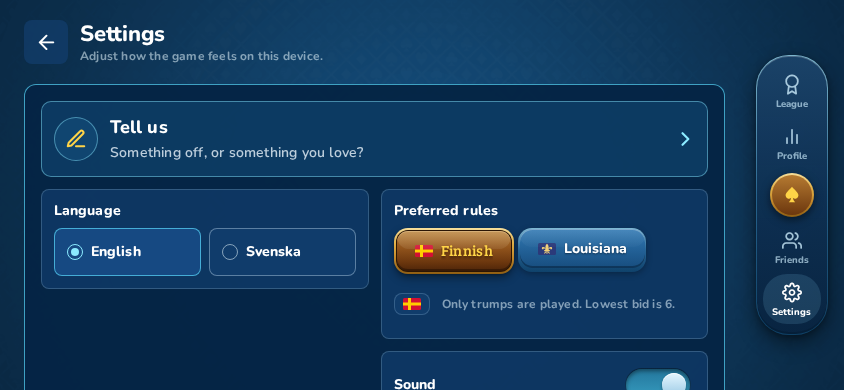 Settings
Adjust how the game feels on this device.
Tell us
Something off, or something you love?
Language
English
Svenska
Preferred rules
Finnish
Louisiana
Only trumps are played. Lowest bid is 6.
Sound
League
Profile
Friends
Settings